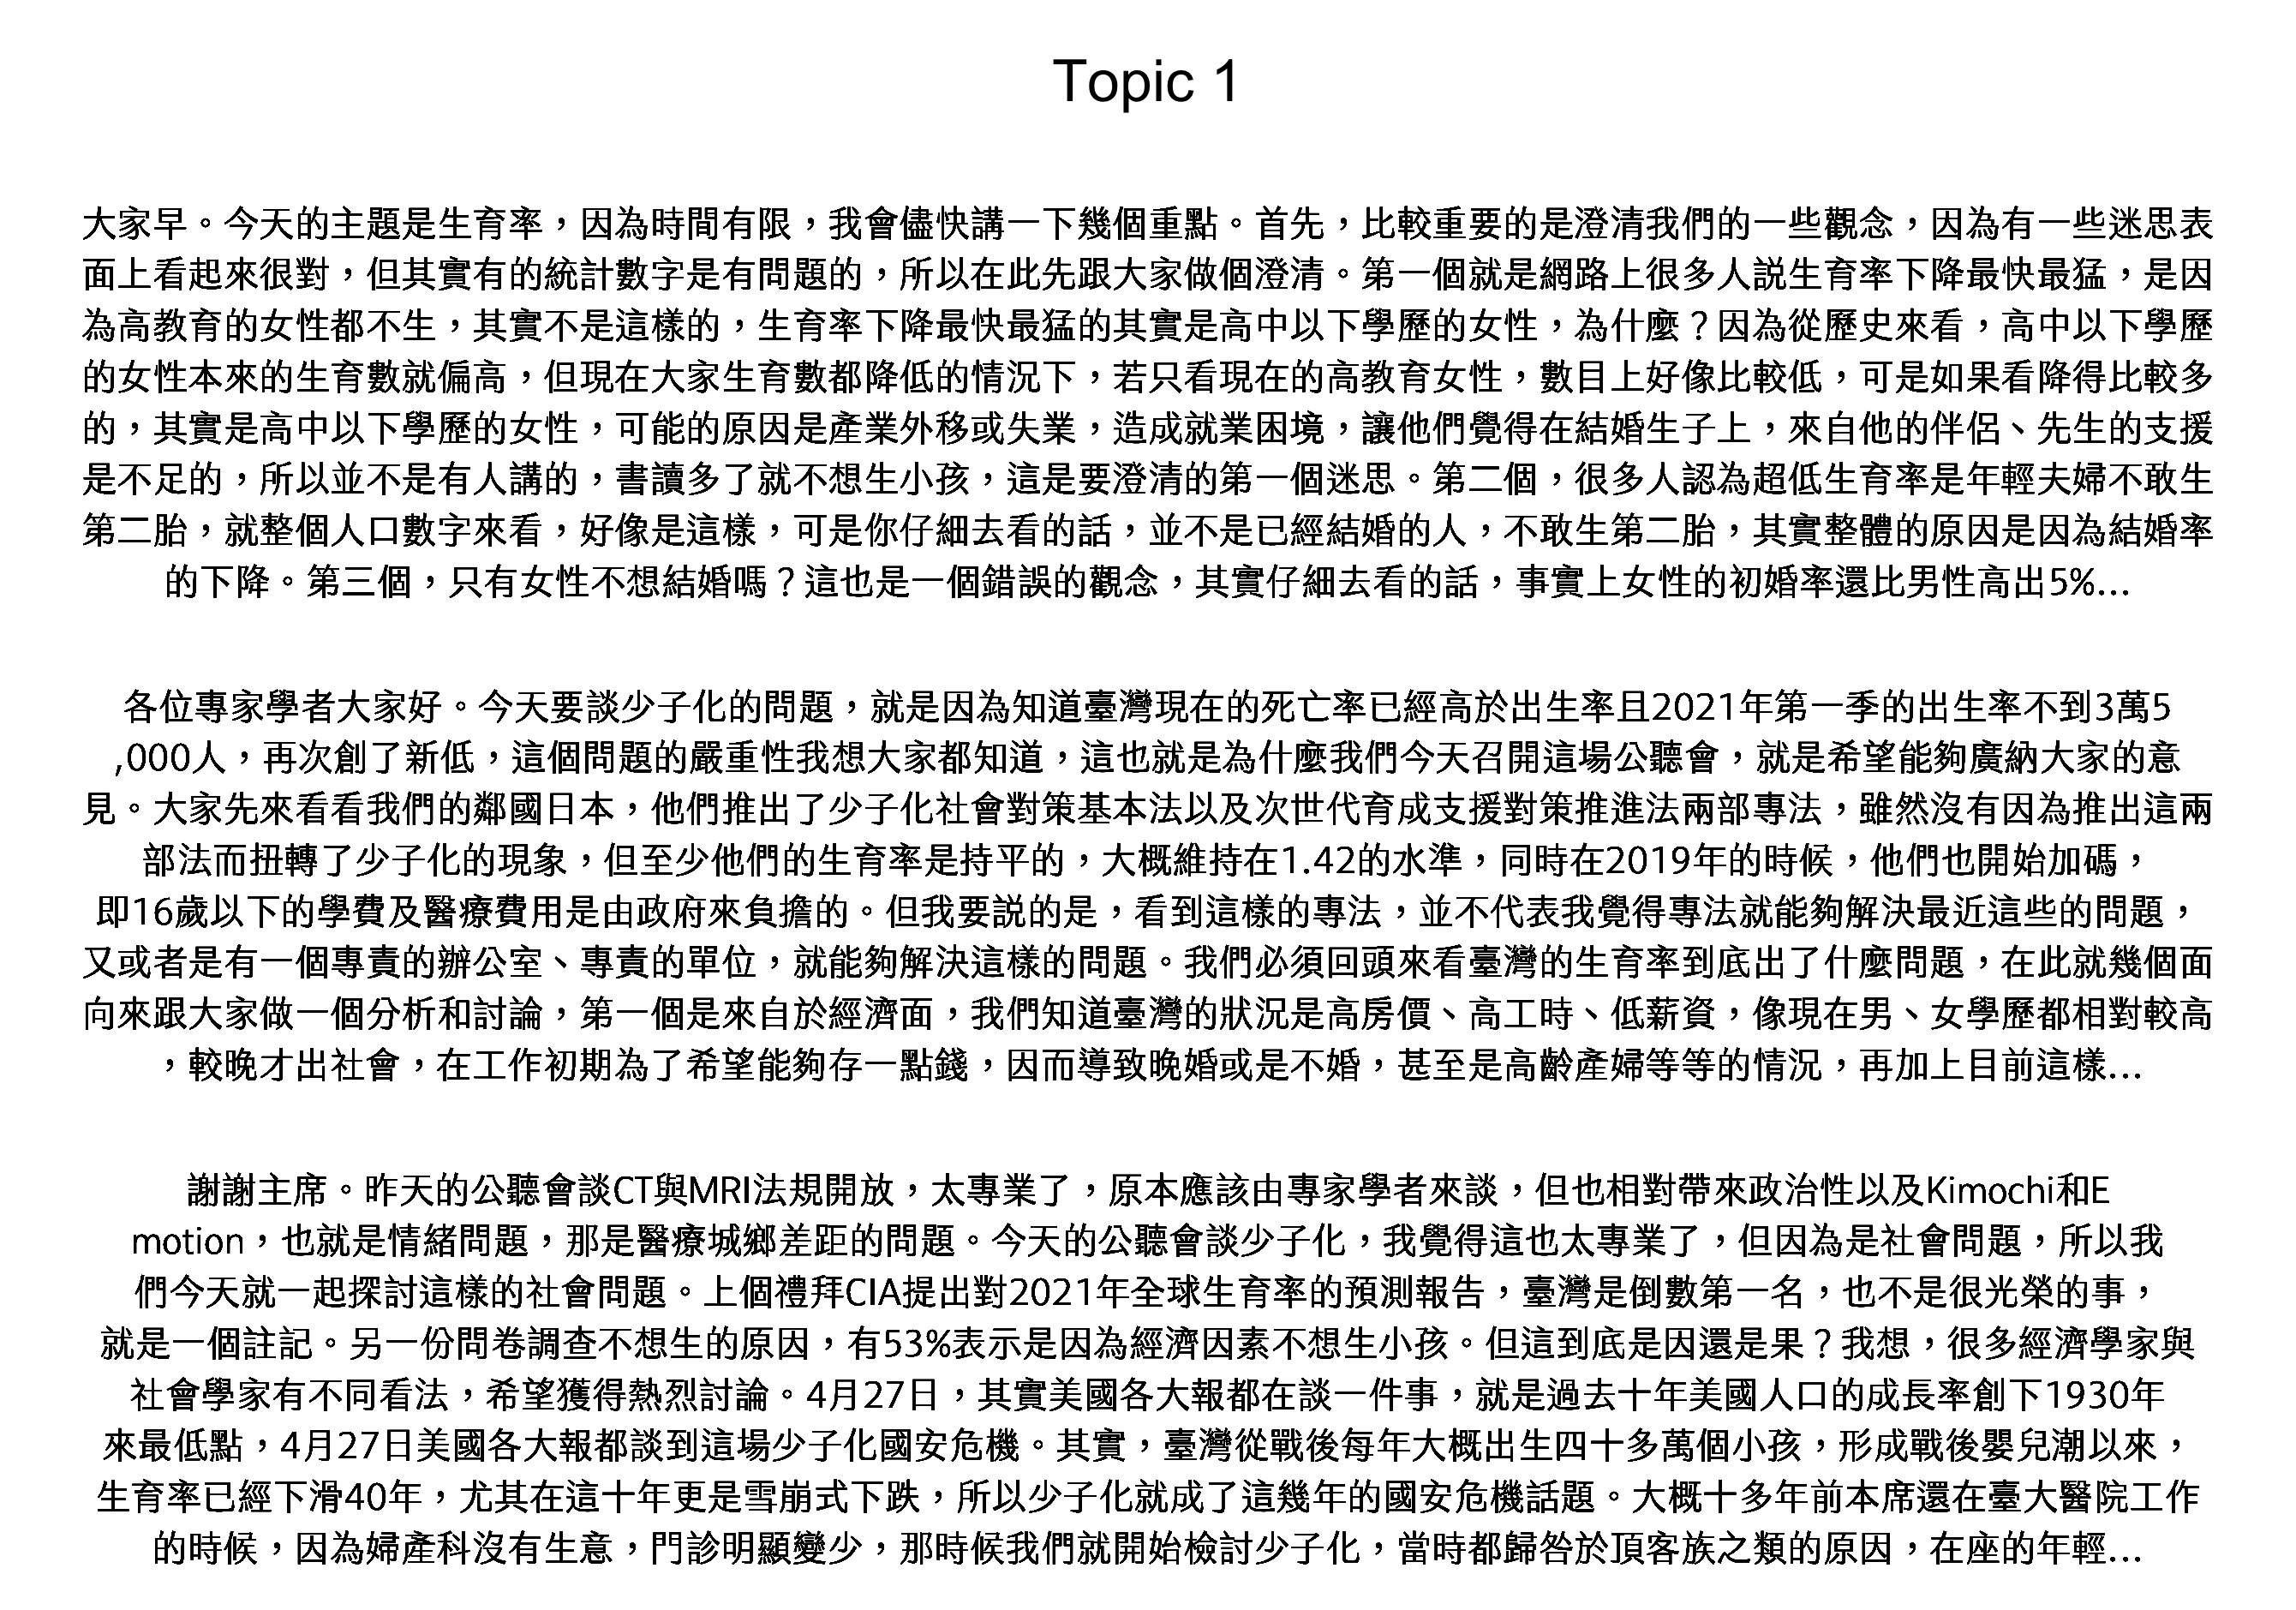 Topic 1
大家早。今天的主題是生育率，因為時間有限，我會儘快講一下幾個重點。首先，比較重要的是澄清我們的一些觀念，因為有一些迷思表
面上看起來很對，但其實有的統計數字是有問題的，所以在此先跟大家做個澄清。第一個就是網路上很多人説生育率下降最快最猛，是因
為高教育的女性都不生，其實不是這樣的，生育率下降最快最猛的其實是高中以下學歷的女性，為什麼？因為從歷史來看，高中以下學歷
的女性本來的生育數就偏高，但現在大家生育數都降低的情況下，若只看現在的高教育女性，數目上好像比較低，可是如果看降得比較多
的，其實是高中以下學歷的女性，可能的原因是產業外移或失業，造成就業困境，讓他們覺得在結婚生子上，來自他的伴侶、先生的支援
是不足的，所以並不是有人講的，書讀多了就不想生小孩，這是要澄清的第一個迷思。第二個，很多人認為超低生育率是年輕夫婦不敢生
第二胎，就整個人口數字來看，好像是這樣，可是你仔細去看的話，並不是已經結婚的人，不敢生第二胎，其實整體的原因是因為結婚率
的下降。第三個，只有女性不想結婚嗎？這也是一個錯誤的觀念，其實仔細去看的話，事實上女性的初婚率還比男性高出5%...
各位專家學者大家好。今天要談少子化的問題，就是因為知道臺灣現在的死亡率已經高於出生率且2021年第一季的出生率不到3萬5
,000人，再次創了新低，這個問題的嚴重性我想大家都知道，這也就是為什麼我們今天召開這場公聽會，就是希望能夠廣納大家的意
見。大家先來看看我們的鄰國日本，他們推出了少子化社會對策基本法以及次世代育成支援對策推進法兩部專法，雖然沒有因為推出這兩
部法而扭轉了少子化的現象，但至少他們的生育率是持平的，大概維持在1.42的水準，同時在2019年的時候，他們也開始加碼，
即16歲以下的學費及醫療費用是由政府來負擔的。但我要説的是，看到這樣的專法，並不代表我覺得專法就能夠解決最近這些的問題，
又或者是有一個專責的辦公室、專責的單位，就能夠解決這樣的問題。我們必須回頭來看臺灣的生育率到底出了什麼問題，在此就幾個面
向來跟大家做一個分析和討論，第一個是來自於經濟面，我們知道臺灣的狀況是高房價、高工時、低薪資，像現在男、女學歷都相對較高
，較晚才出社會，在工作初期為了希望能夠存一點錢，因而導致晚婚或是不婚，甚至是高齡產婦等等的情況，再加上目前這樣...
謝謝主席。昨天的公聽會談CT與MRI法規開放，太專業了，原本應該由專家學者來談，但也相對帶來政治性以及Kimochi和E
motion，也就是情緒問題，那是醫療城鄉差距的問題。今天的公聽會談少子化，我覺得這也太專業了，但因為是社會問題，所以我
們今天就一起探討這樣的社會問題。上個禮拜CIA提出對2021年全球生育率的預測報告，臺灣是倒數第一名，也不是很光榮的事，
就是一個註記。另一份問卷調查不想生的原因，有53%表示是因為經濟因素不想生小孩。但這到底是因還是果？我想，很多經濟學家與
社會學家有不同看法，希望獲得熱烈討論。4月27日，其實美國各大報都在談一件事，就是過去十年美國人口的成長率創下1930年
來最低點，4月27日美國各大報都談到這場少子化國安危機。其實，臺灣從戰後每年大概出生四十多萬個小孩，形成戰後嬰兒潮以來，
生育率已經下滑40年，尤其在這十年更是雪崩式下跌，所以少子化就成了這幾年的國安危機話題。大概十多年前本席還在臺大醫院工作
的時候，因為婦產科沒有生意，門診明顯變少，那時候我們就開始檢討少子化，當時都歸咎於頂客族之類的原因，在座的年輕...